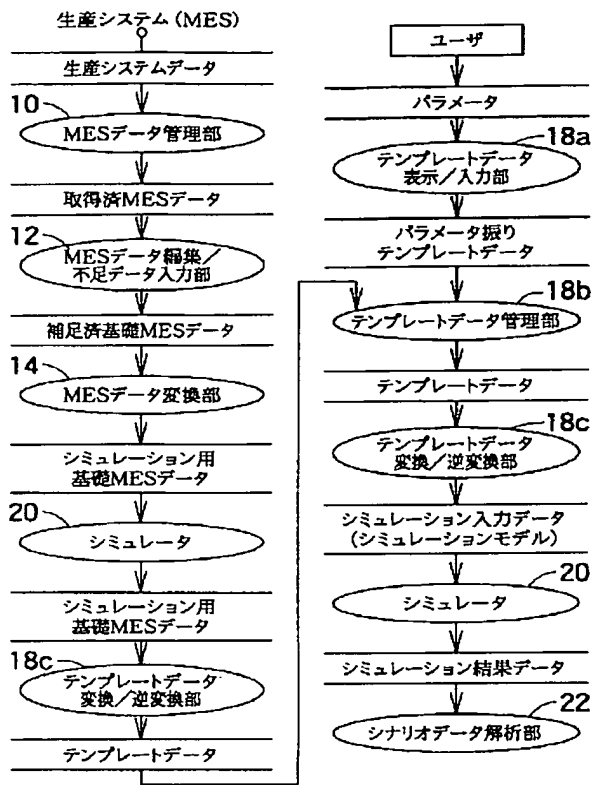 生産システム(MES)
生産システムデータ
10
MESデータ管理部
取得済MESデータ
12
MESデータ編集/
不足データ入力部
補足済基礎MESデータ
14
MESデータ変換部
シミュレーション用
基礎MESデータ
20
シミュレータ
シミュレーション用
基礎MESデータ
18c
テンプレートデータ
変換/逆変換部
テンプレートデータ
ユーザ
パラメータ
18a
テンプレートデータ
表示/入力部
パラメータ振り
テンプレートデータ
18b
テンプレートデータ管理部
テンプレートデータ
18c
テンプレートデータ
変換/逆変換部
シミュレーション入力データ
(シミュレーションモデル)
20
シミュレータ
シミュレーション結果データ
22
シナリオデータ解析部